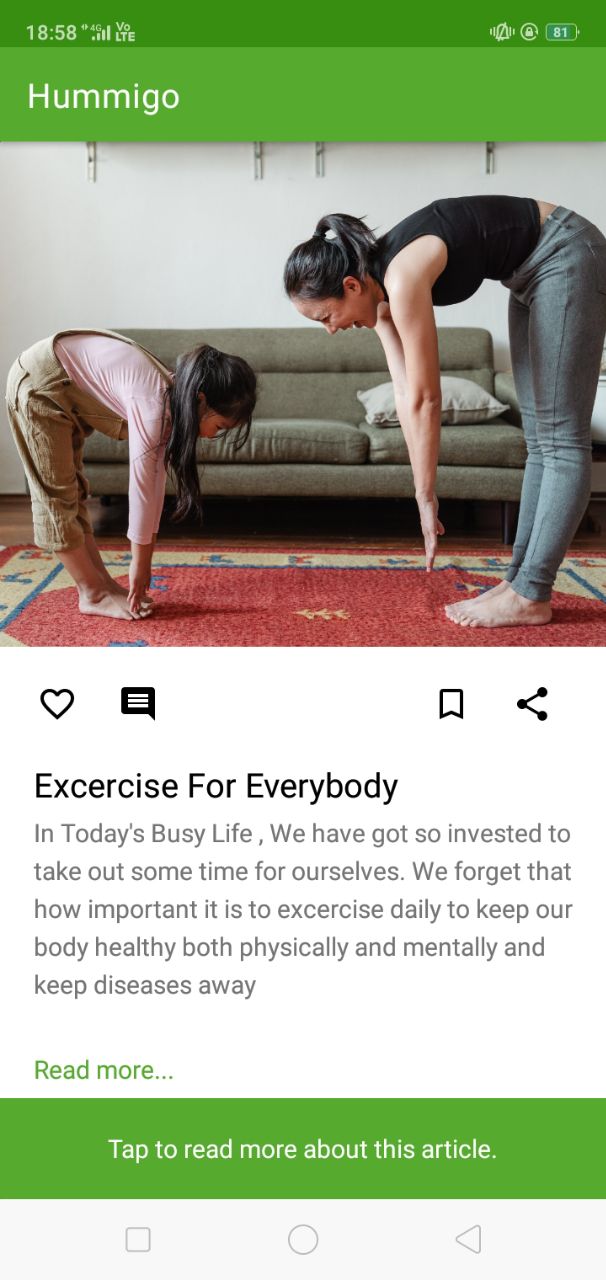 18:58 4G Vo LTE 81
Hummigo
Excercise For Everybody
In Today's Busy Life , We have got so invested to
take out some time for ourselves. We forget that
how important it is to excercise daily to keep our
body healthy both physically and mentally and
keep diseases away
Read more...
Tap to read more about this article.